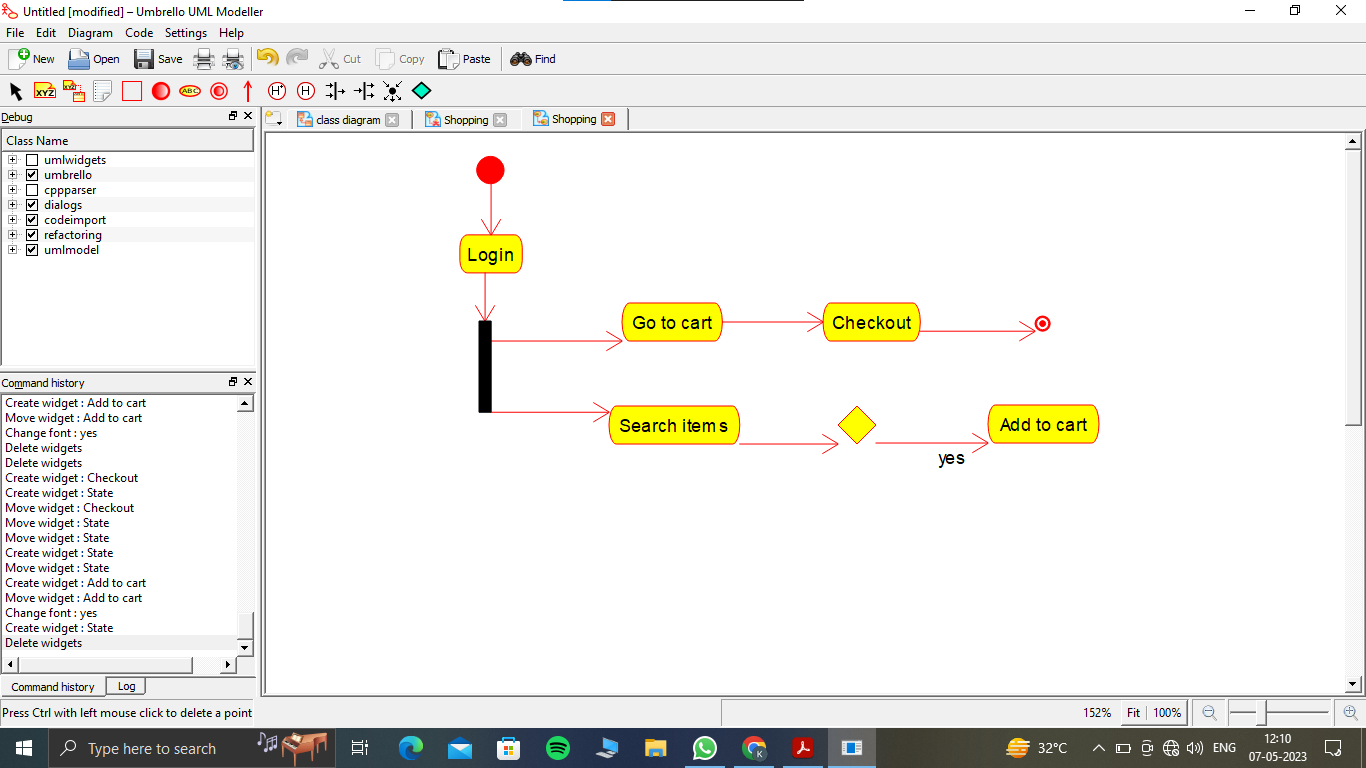 Untitled [modified] – Umbrello UML Modeller
File Edit Diagram Code Settings Help
New Open Save Cut Copy Paste Find
XYZ XYZ ABC H* H
Debug
class diagram Shopping Shopping
Class Name
umlwidgets
umbrello
cppparser
dialogs
codeimport
refactoring
umlmodel
Login
Go to cart Checkout
Search items Add to cart
yes
Command history
Create widget : Add to cart
Move widget : Add to cart
Change font : yes
Delete widgets
Delete widgets
Create widget : Checkout
Create widget : State
Move widget : Checkout
Move widget : State
Move widget : State
Create widget : State
Move widget : State
Create widget : Add to cart
Move widget : Add to cart
Change font : yes
Create widget : State
Delete widgets
Command history Log
Press Ctrl with left mouse click to delete a point
152% Fit 100%
Type here to search
K
32°C ENG
12:10
07-05-2023